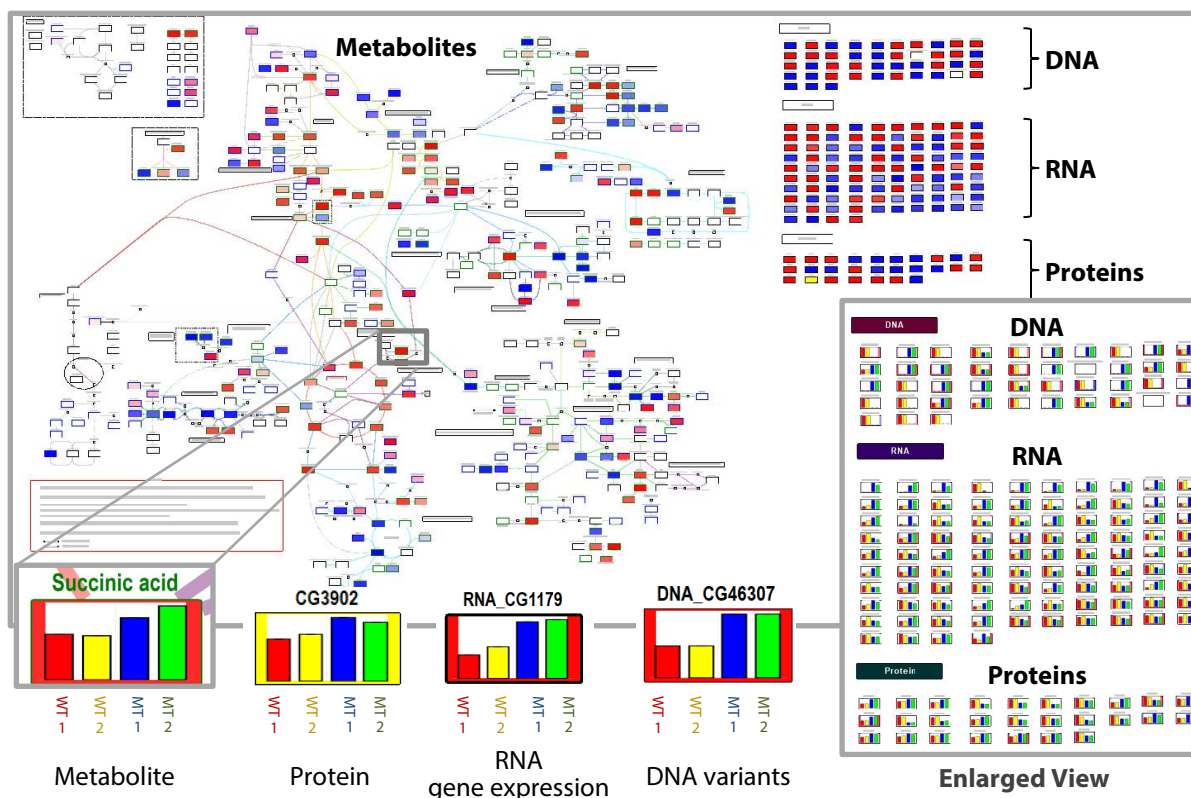 Metabolites
DNA
RNA
Proteins
DNA
DNA
RNA
RNA
Protein
Proteins
Succinic acid
CG3902
RNA_CG1179
DNA_CG46307
WT 1
WT 2
MT 1
MT 2
WT 1
WT 2
MT 1
MT 2
WT 1
WT 2
MT 1
MT 2
WT 1
WT 2
MT 1
MT 2
Metabolite
Protein
RNA
gene expression
DNA variants
Enlarged View